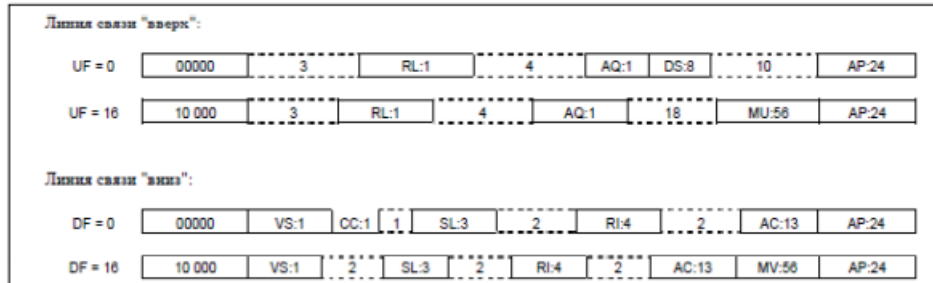 Линия связи "вверх":
UF = 0 00000 3 RL:1 4 AQ:1 DS:8 10 AP:24
UF = 16 10 000 3 RL:1 4 AQ:1 18 MU:56 AP:24
Линия связи "вниз":
DF = 0 00000 VS:1 CC:1 1 SL:3 2 RI:4 2 AC:13 AP:24
DF = 16 10 000 VS:1 2 SL:3 2 RI:4 2 AC:13 MV:56 AP:24